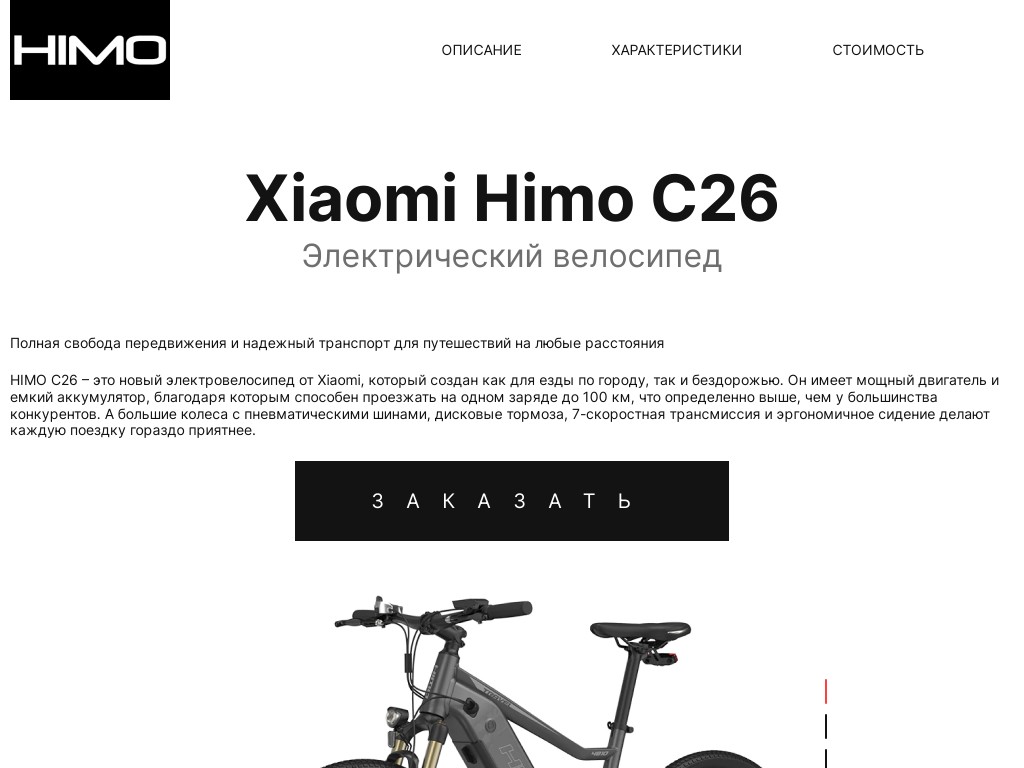 HIMO
ОПИСАНИЕ
ХАРАКТЕРИСТИКИ
СТОИМОСТЬ
Xiaomi Himo C26
Электрический велосипед
Полная свобода передвижения и надежный транспорт для путешествий на любые расстояния
HIMO C26 – это новый электровелосипед от Xiaomi, который создан как для езды по городу, так и бездорожью. Он имеет мощный двигатель и
емкий аккумулятор, благодаря которым способен проезжать на одном заряде до 100 км, что определенно выше, чем у большинства
конкурентов. А большие колеса с пневматическими шинами, дисковые тормоза, 7-скоростная трансмиссия и эргономичное сидение делают
каждую поездку гораздо приятнее.
ЗАКАЗАТЬ